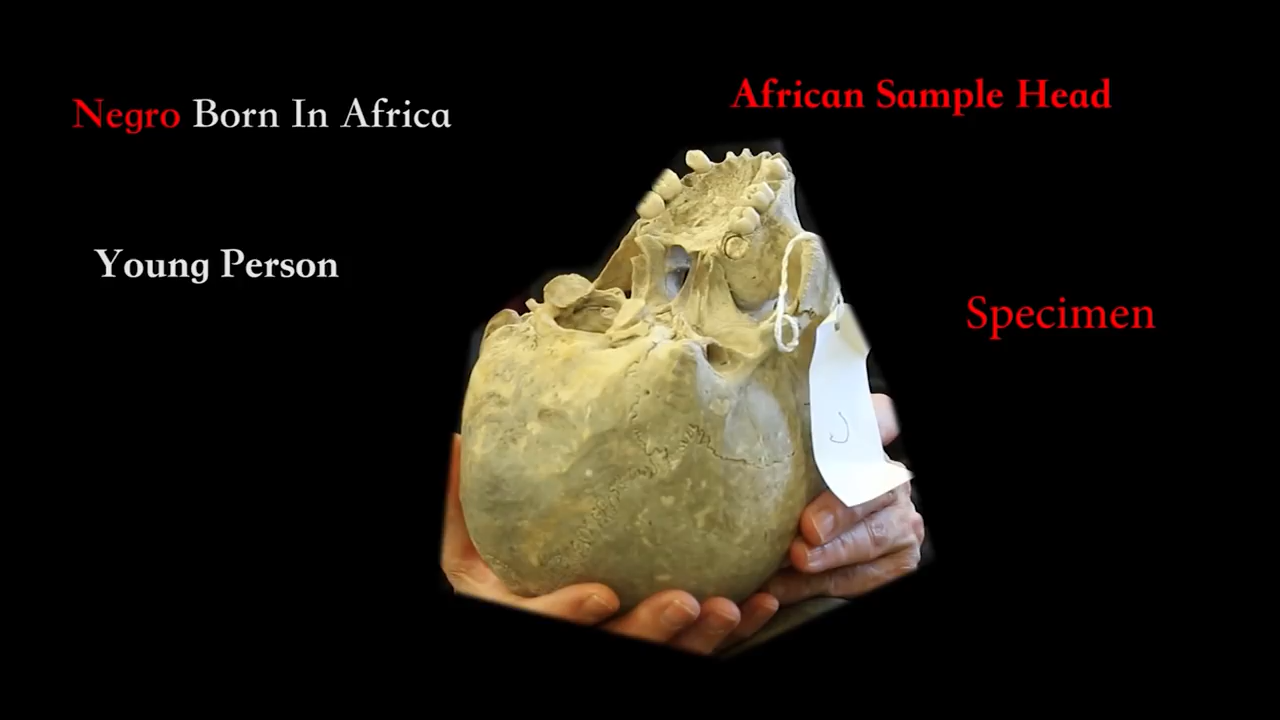 Negro Born In Africa
African Sample Head
Young Person
Specimen
J